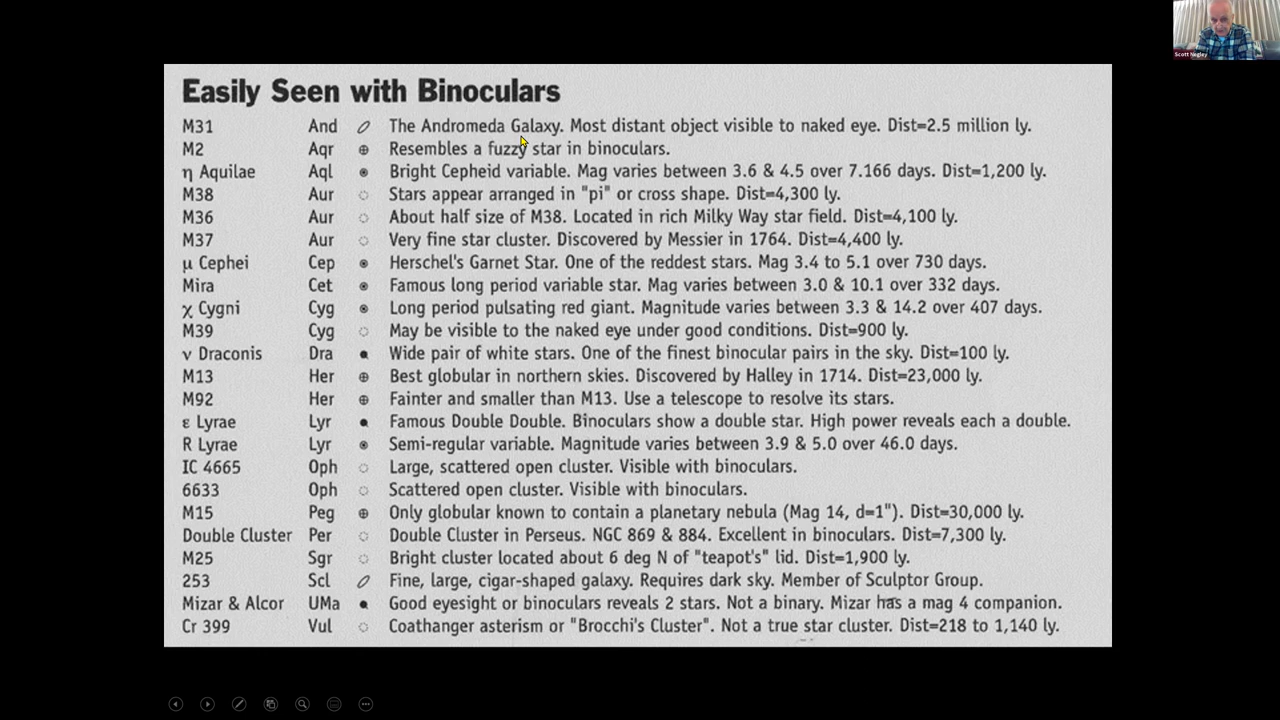 Scott Negley
Easily Seen with Binoculars
M31 And The Andromeda Galaxy. Most distant object visible to naked eye. Dist=2.5 million ly.
M2 Aqr Resembles a fuzzy star in binoculars.
η Aquilae Aql Bright Cepheid variable. Mag varies between 3.6 & 4.5 over 7.166 days. Dist=1,200 ly.
M38 Aur Stars appear arranged in "pi" or cross shape. Dist=4,300 ly.
M36 Aur About half size of M38. Located in rich Milky Way star field. Dist=4,100 ly.
M37 Aur Very fine star cluster. Discovered by Messier in 1764. Dist=4,400 ly.
μ Cephei Cep Herschel's Garnet Star. One of the reddest stars. Mag 3.4 to 5.1 over 730 days.
Mira Cet Famous long period variable star. Mag varies between 3.0 & 10.1 over 332 days.
χ Cygni Cyg Long period pulsating red giant. Magnitude varies between 3.3 & 14.2 over 407 days.
M39 Cyg May be visible to the naked eye under good conditions. Dist=900 ly.
ν Draconis Dra Wide pair of white stars. One of the finest binocular pairs in the sky. Dist=100 ly.
M13 Her Best globular in northern skies. Discovered by Halley in 1714. Dist=23,000 ly.
M92 Her Fainter and smaller than M13. Use a telescope to resolve its stars.
ε Lyrae Lyr Famous Double Double. Binoculars show a double star. High power reveals each a double.
R Lyrae Lyr Semi-regular variable. Magnitude varies between 3.9 & 5.0 over 46.0 days.
IC 4665 Oph Large, scattered open cluster. Visible with binoculars.
6633 Oph Scattered open cluster. Visible with binoculars.
M15 Peg Only globular known to contain a planetary nebula (Mag 14, d=1"). Dist=30,000 ly.
Double Cluster Per Double Cluster in Perseus. NGC 869 & 884. Excellent in binoculars. Dist=7,300 ly.
M25 Sgr Bright cluster located about 6 deg N of "teapot's" lid. Dist=1,900 ly.
253 Scl Fine, large, cigar-shaped galaxy. Requires dark sky. Member of Sculptor Group.
Mizar & Alcor UMa Good eyesight or binoculars reveals 2 stars. Not a binary. Mizar has a mag 4 companion.
Cr 399 Vul Coathanger asterism or "Brocchi's Cluster". Not a true star cluster. Dist=218 to 1,140 ly.